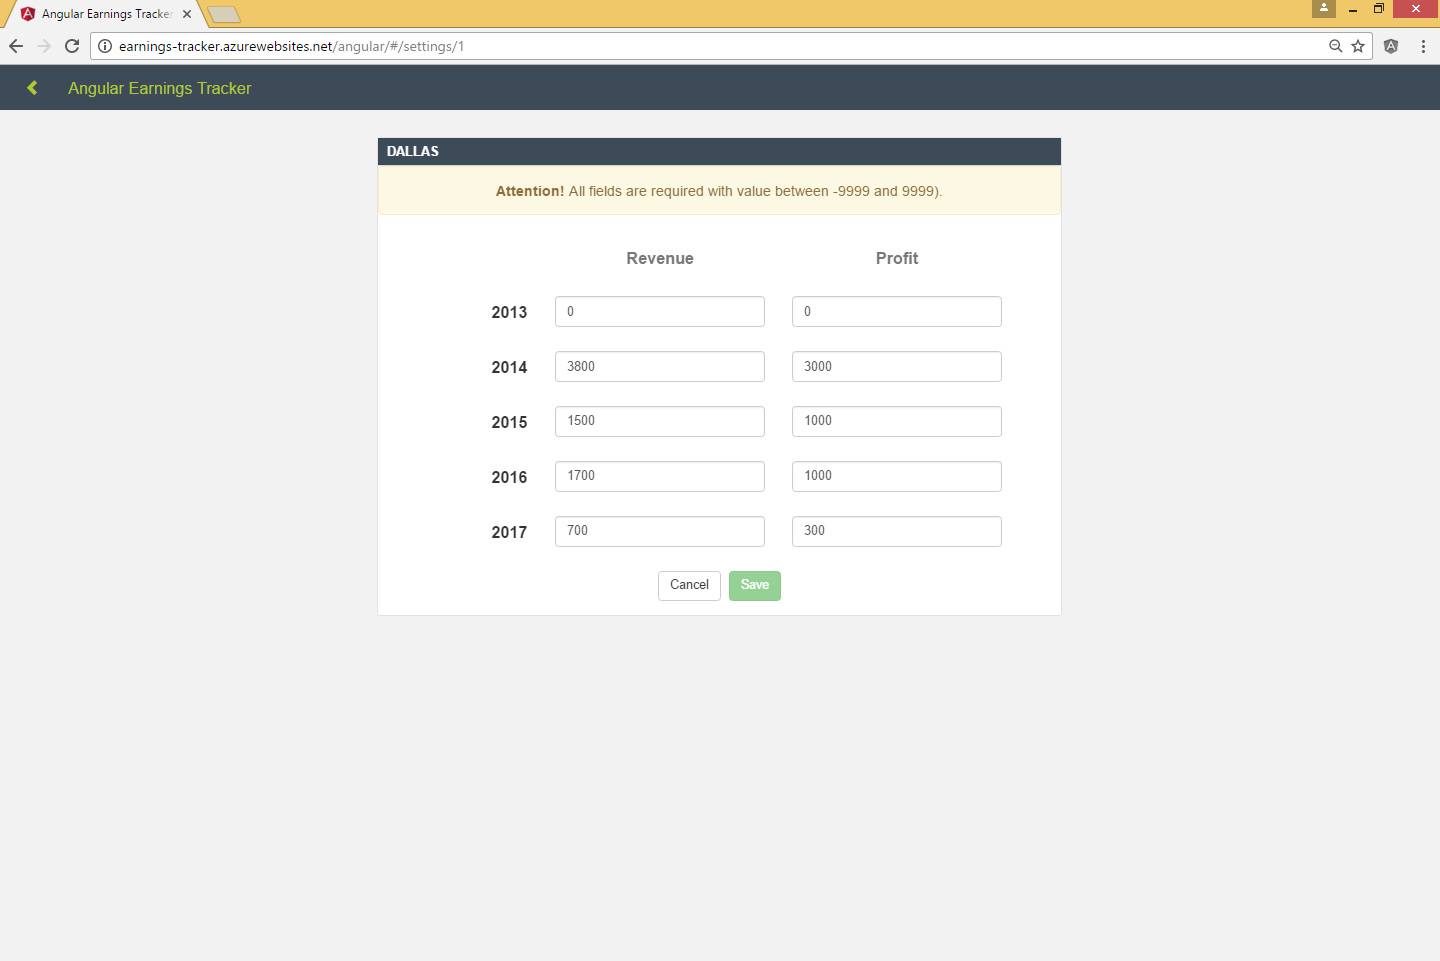 Angular Earnings Tracker
earnings-tracker.azurewebsites.net/angular/#/settings/1
Angular Earnings Tracker
DALLAS
Attention! All fields are required with value between -9999 and 9999).
Revenue Profit
2013 0 0
2014 3800 3000
2015 1500 1000
2016 1700 1000
2017 700 300
Cancel Save